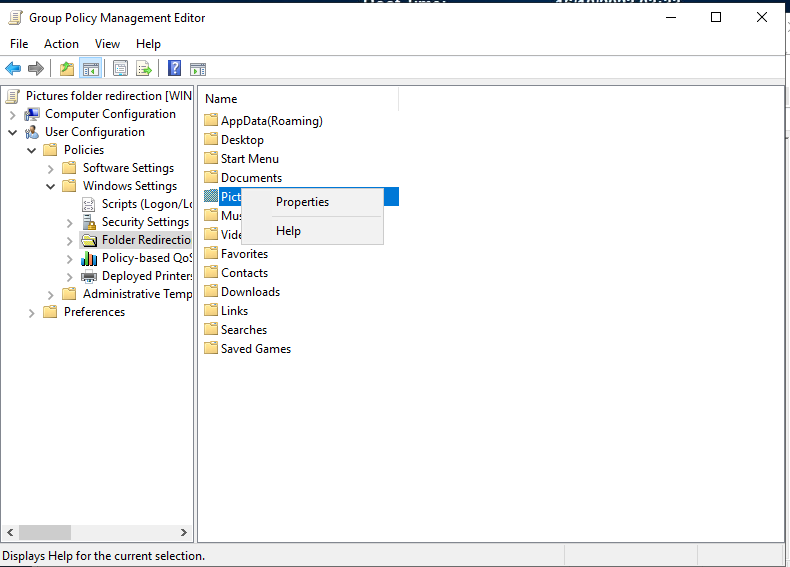 Group Policy Management Editor
File Action View Help
Pictures folder redirection [WIN
Computer Configuration
User Configuration
Policies
Software Settings
Windows Settings
Scripts (Logon/Lo
Security Settings
Folder Redirectio
Policy-based QoS
Deployed Printers
Administrative Temp
Preferences
Name
AppData(Roaming)
Desktop
Start Menu
Documents
Pict
Mus
Vide
Favorites
Contacts
Downloads
Links
Searches
Saved Games
Properties
Help
Displays Help for the current selection.